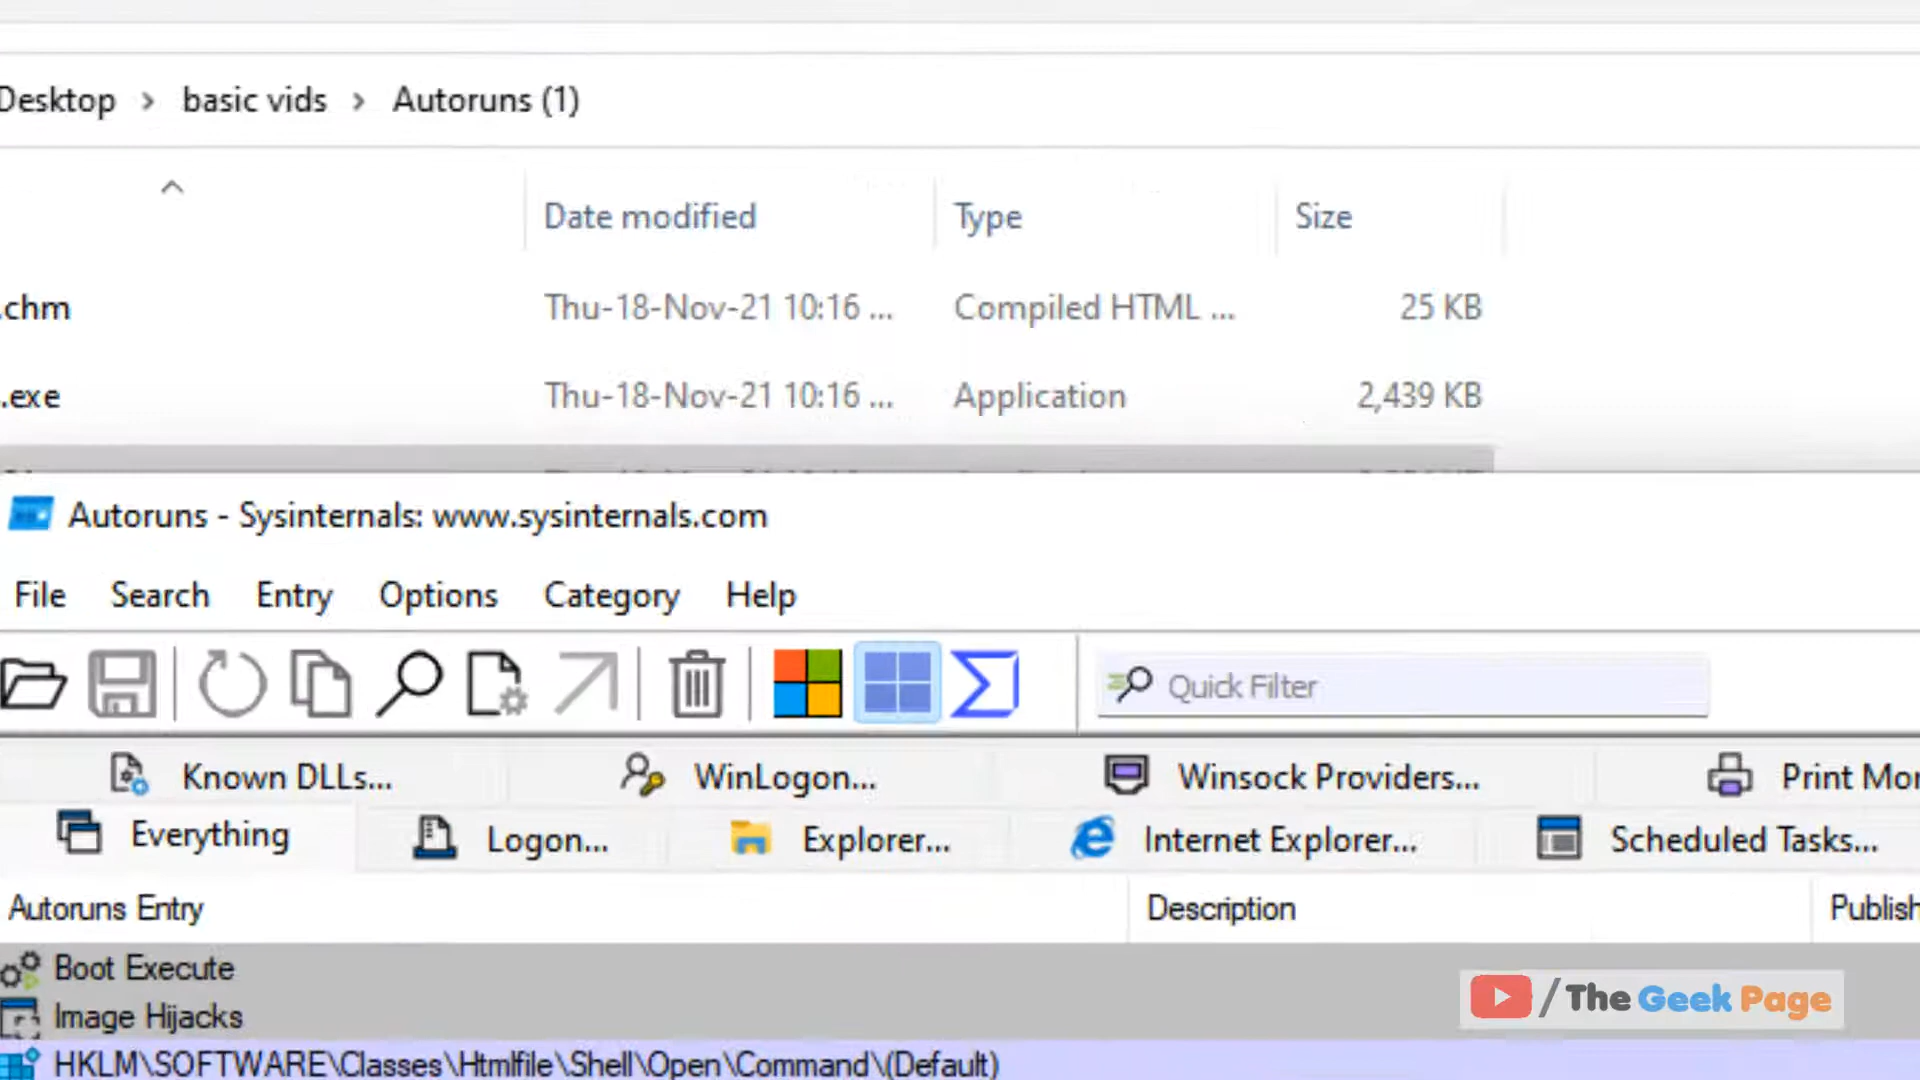 Desktop > basic vids > Autoruns (1)
Date modified Type Size
.chm Thu-18-Nov-21 10:16 ... Compiled HTML ... 25 KB
.exe Thu-18-Nov-21 10:16 ... Application 2,439 KB
Autoruns - Sysinternals: www.sysinternals.com
File Search Entry Options Category Help
Quick Filter
Known DLLs... WinLogon... Winsock Providers... Print Mon
Everything Logon... Explorer... Internet Explorer... Scheduled Tasks...
Autoruns Entry Description Publish
Boot Execute
Image Hijacks
/The Geek Page
HKLM\SOFTWARE\Classes\Htmlfile\Shell\Open\Command\(Default)